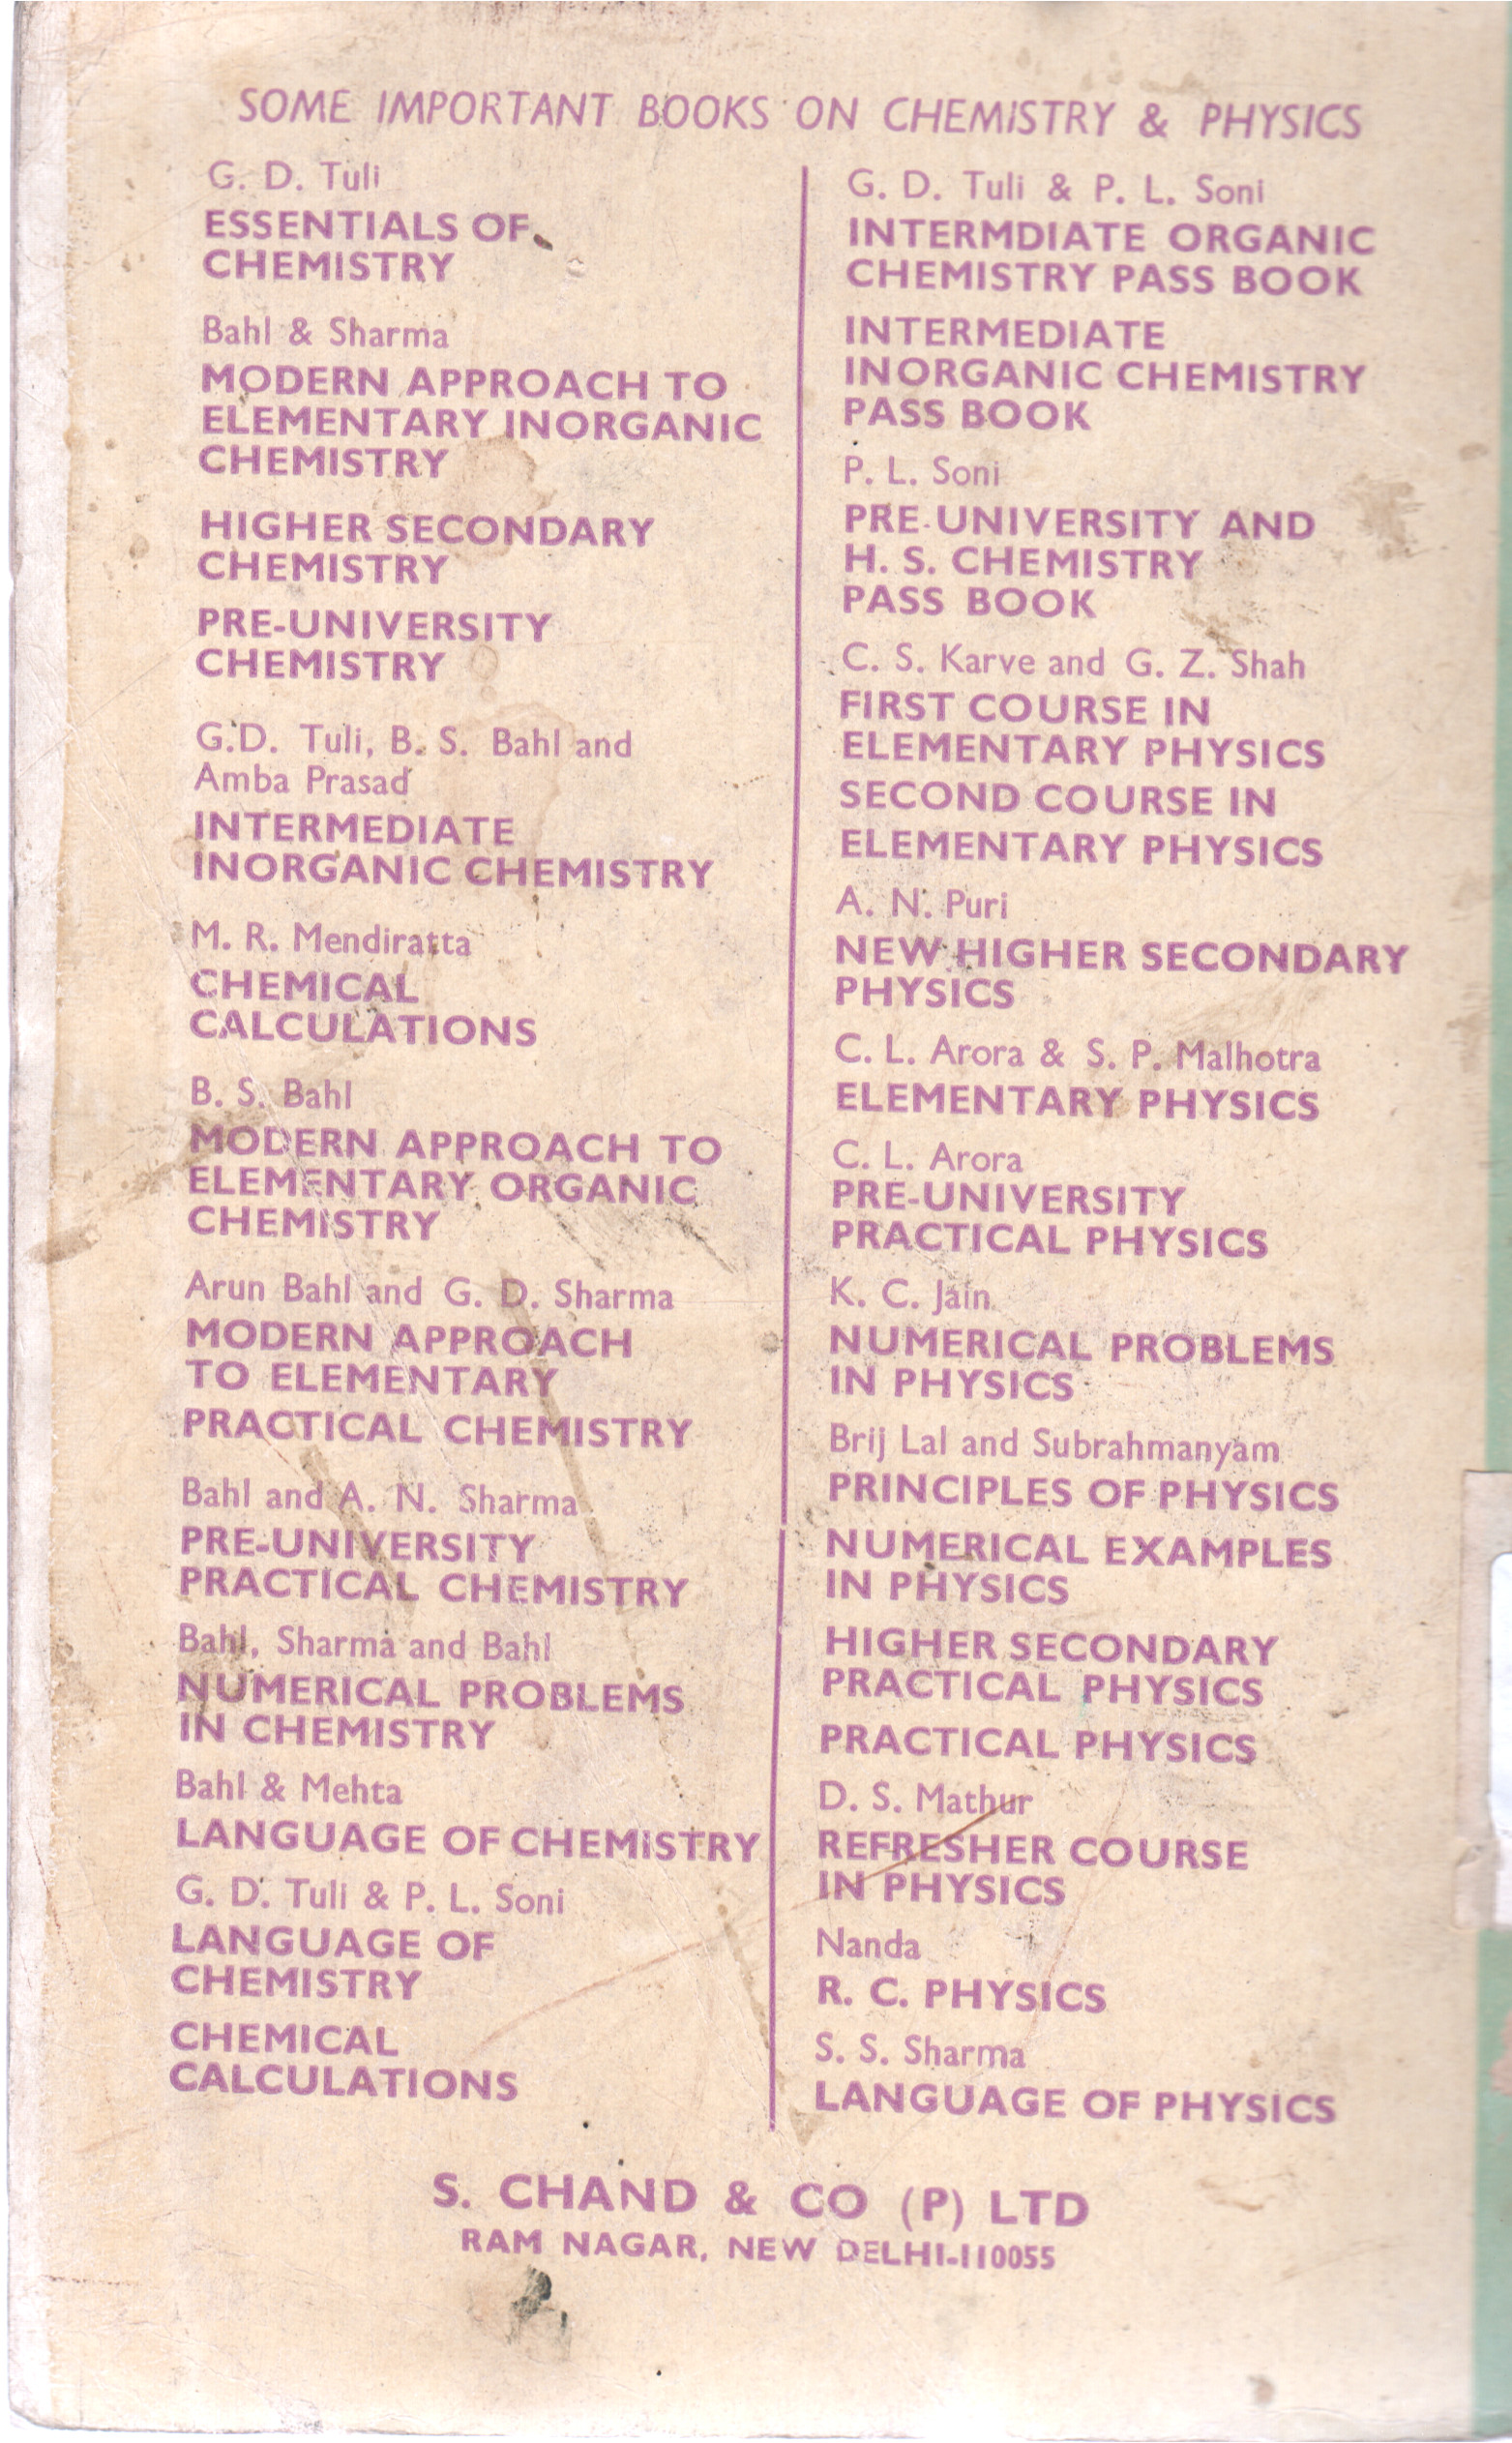 SOME IMPORTANT BOOKS ON CHEMISTRY & PHYSICS
G. D. Tuli
ESSENTIALS OF
CHEMISTRY
Bahl & Sharma
MODERN APPROACH TO
ELEMENTARY INORGANIC
CHEMISTRY
HIGHER SECONDARY
CHEMISTRY
PRE-UNIVERSITY
CHEMISTRY
G.D. Tuli, B. S. Bahl and
Amba Prasad
INTERMEDIATE
INORGANIC CHEMISTRY
M. R. Mendiratta
CHEMICAL
CALCULATIONS
B. S. Bahl
MODERN APPROACH TO
ELEMENTARY ORGANIC
CHEMISTRY
Arun Bahl and G. D. Sharma
MODERN APPROACH
TO ELEMENTARY
PRACTICAL CHEMISTRY
Bahl and A. N. Sharma
PRE-UNIVERSITY
PRACTICAL CHEMISTRY
Bahl, Sharma and Bahl
NUMERICAL PROBLEMS
IN CHEMISTRY
Bahl & Mehta
LANGUAGE OF CHEMISTRY
G. D. Tuli & P. L. Soni
LANGUAGE OF
CHEMISTRY
CHEMICAL
CALCULATIONS
G. D. Tuli & P. L. Soni
INTERMDIATE ORGANIC
CHEMISTRY PASS BOOK
INTERMEDIATE
INORGANIC CHEMISTRY
PASS BOOK
P. L. Soni
PRE-UNIVERSITY AND
H. S. CHEMISTRY
PASS BOOK
C. S. Karve and G. Z. Shah
FIRST COURSE IN
ELEMENTARY PHYSICS
SECOND COURSE IN
ELEMENTARY PHYSICS
A. N. Puri
NEW HIGHER SECONDARY
PHYSICS
C. L. Arora & S. P. Malhotra
ELEMENTARY PHYSICS
C. L. Arora
PRE-UNIVERSITY
PRACTICAL PHYSICS
K. C. Jain
NUMERICAL PROBLEMS
IN PHYSICS
Brij Lal and Subrahmanyam
PRINCIPLES OF PHYSICS
NUMERICAL EXAMPLES
IN PHYSICS
HIGHER SECONDARY
PRACTICAL PHYSICS
PRACTICAL PHYSICS
D. S. Mathur
REFRESHER COURSE
IN PHYSICS
Nanda
R. C. PHYSICS
S. S. Sharma
LANGUAGE OF PHYSICS
S. CHAND & CO (P) LTD
RAM NAGAR, NEW DELHI-110055